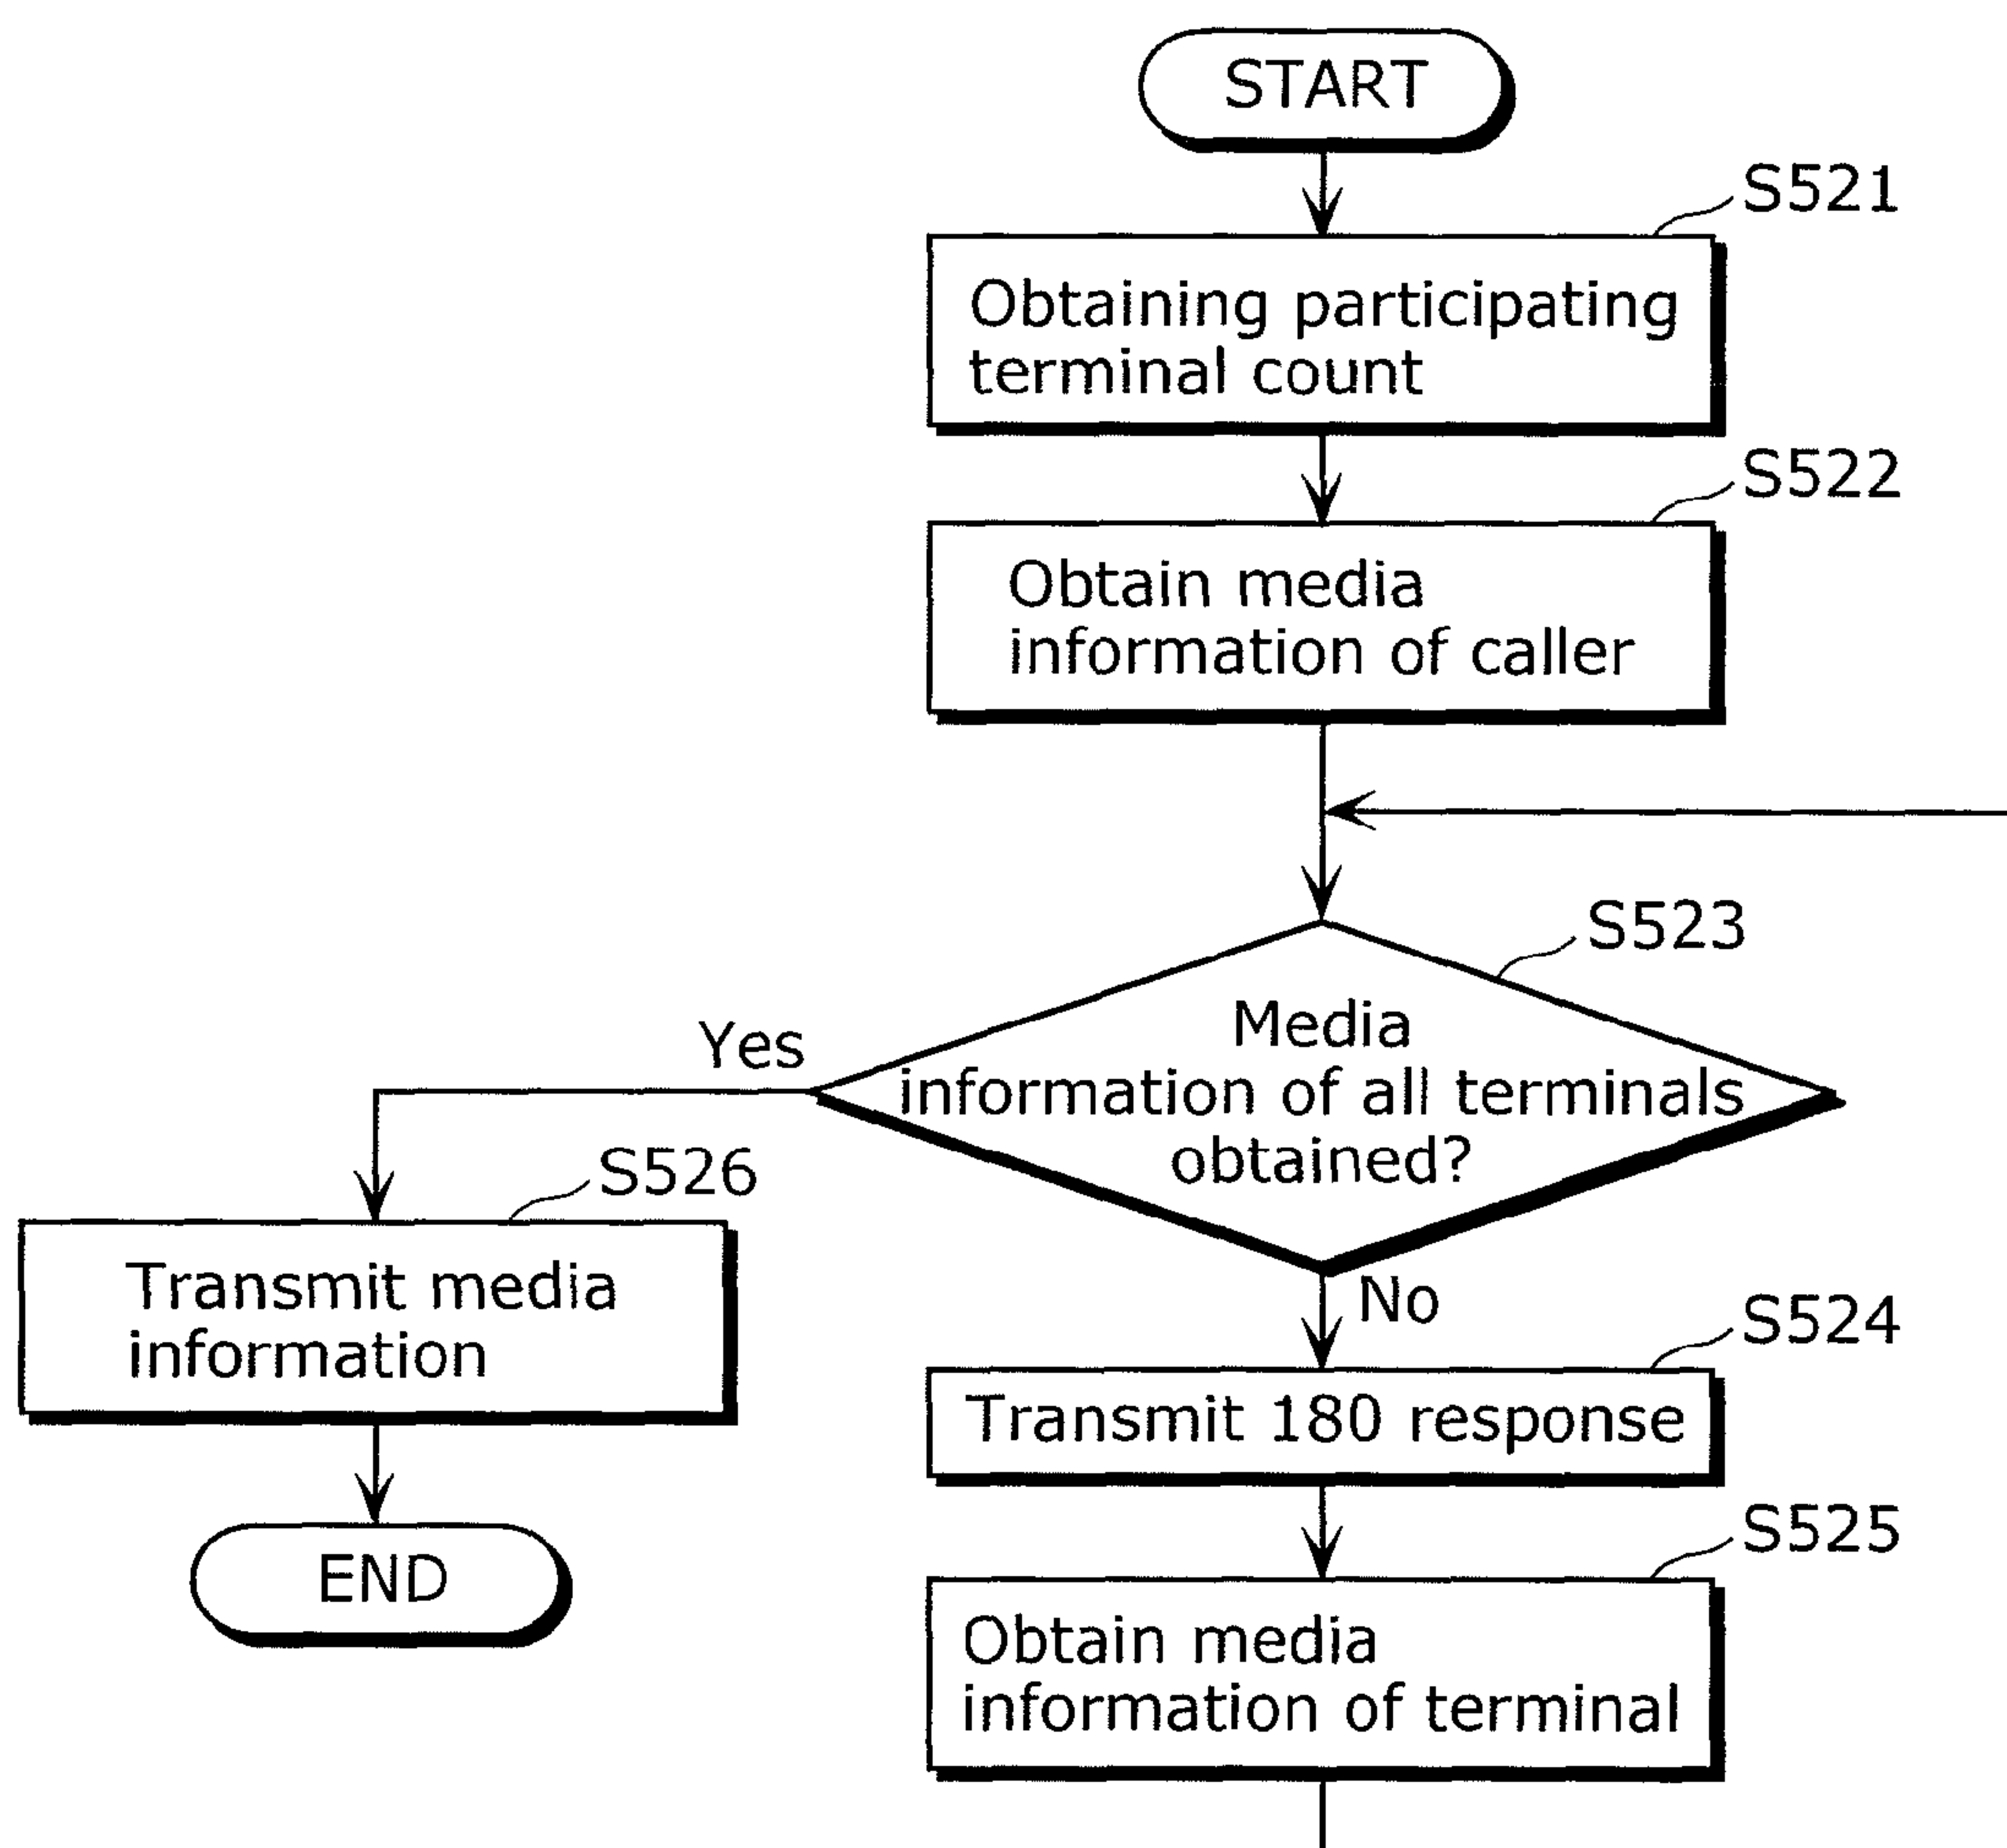 START
S521
Obtaining participating
terminal count
S522
Obtain media
information of caller
S523
Media
information of all terminals
obtained?
Yes
No
S526
Transmit media
information
END
S524
Transmit 180 response
S525
Obtain media
information of terminal